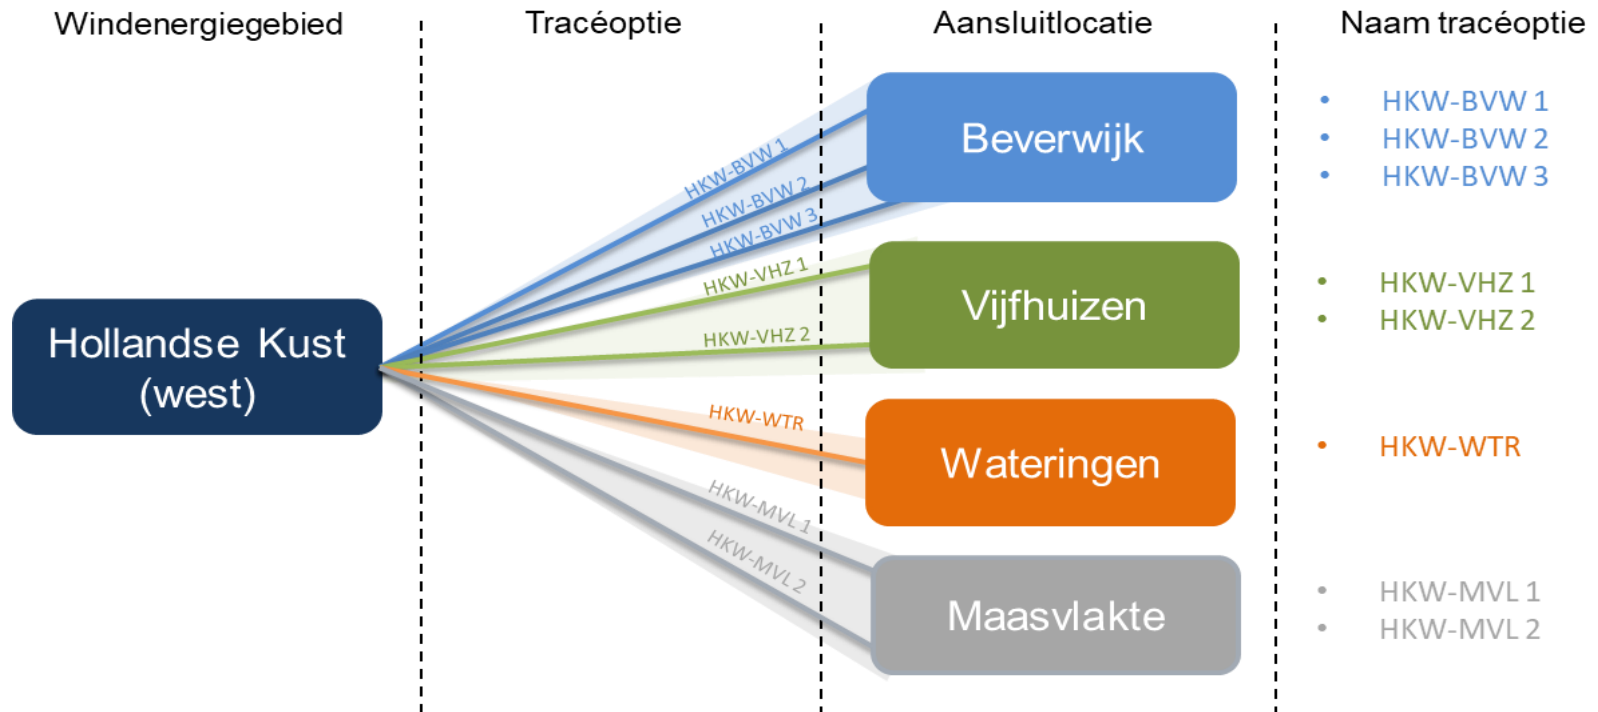 Windenergiegebied
Tracéoptie
Aansluitlocatie
Naam tracéoptie
Hollandse Kust
(west)
HKW-BVW 1
HKW-BVW 2
HKW-BVW 3
HKW-VHZ 1
HKW-VHZ 2
HKW-WTR
HKW-MVL 1
HKW-MVL 2
Beverwijk
Vijfhuizen
Wateringen
Maasvlakte
• HKW-BVW 1
• HKW-BVW 2
• HKW-BVW 3
• HKW-VHZ 1
• HKW-VHZ 2
• HKW-WTR
• HKW-MVL 1
• HKW-MVL 2